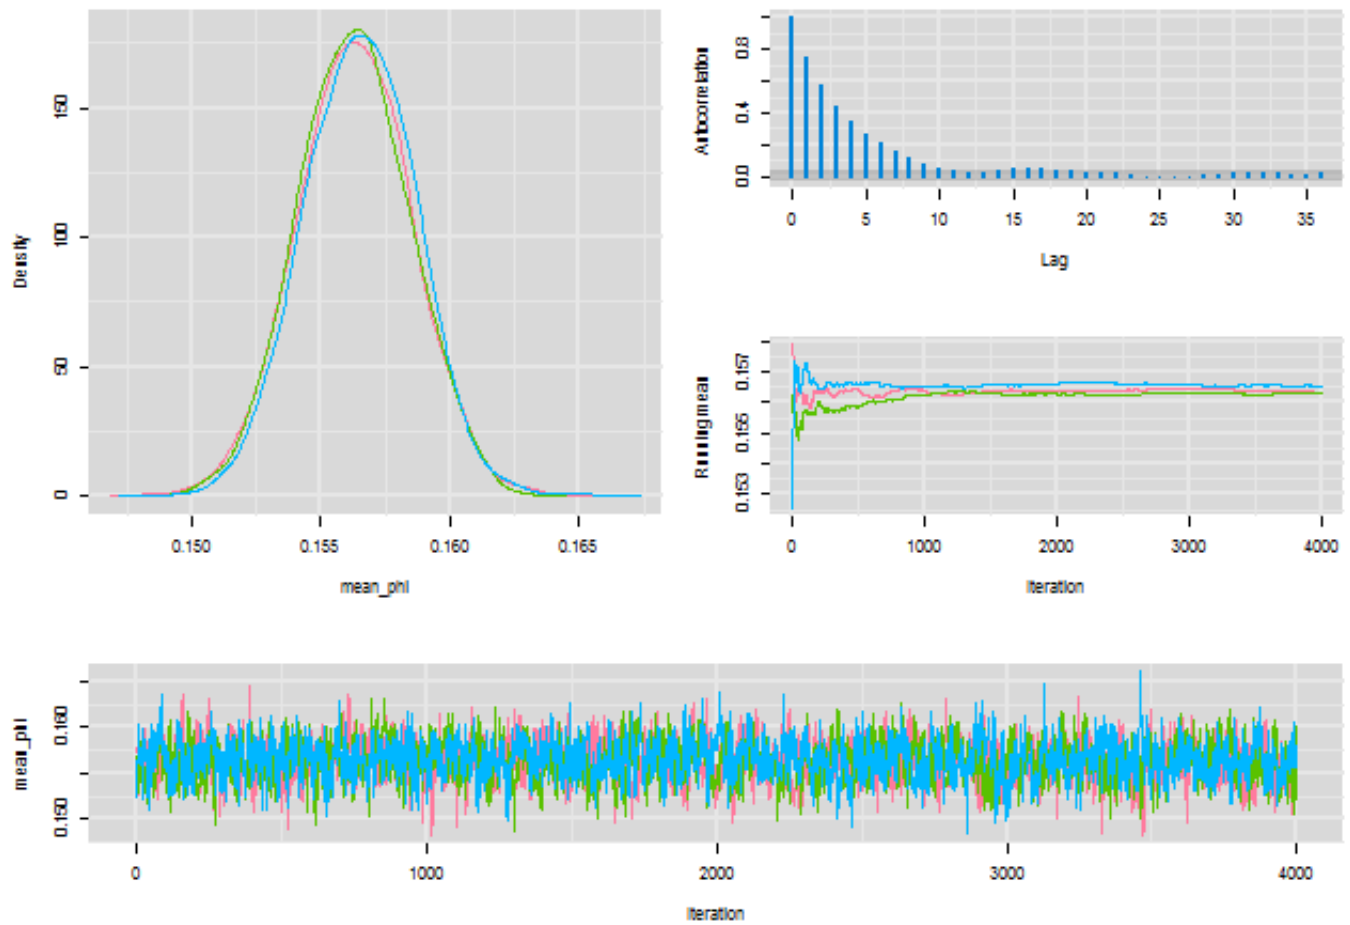 Density
150
100
50
0
0.150 0.155 0.160 0.165
mean_phi
Autocorrelation
0.8
0.4
0.0
0 5 10 15 20 25 30 35
Lag
Running mean
0.157
0.155
0.153
0 1000 2000 3000 4000
Iteration
mean_phi
0.160
0.150
0 1000 2000 3000 4000
Iteration